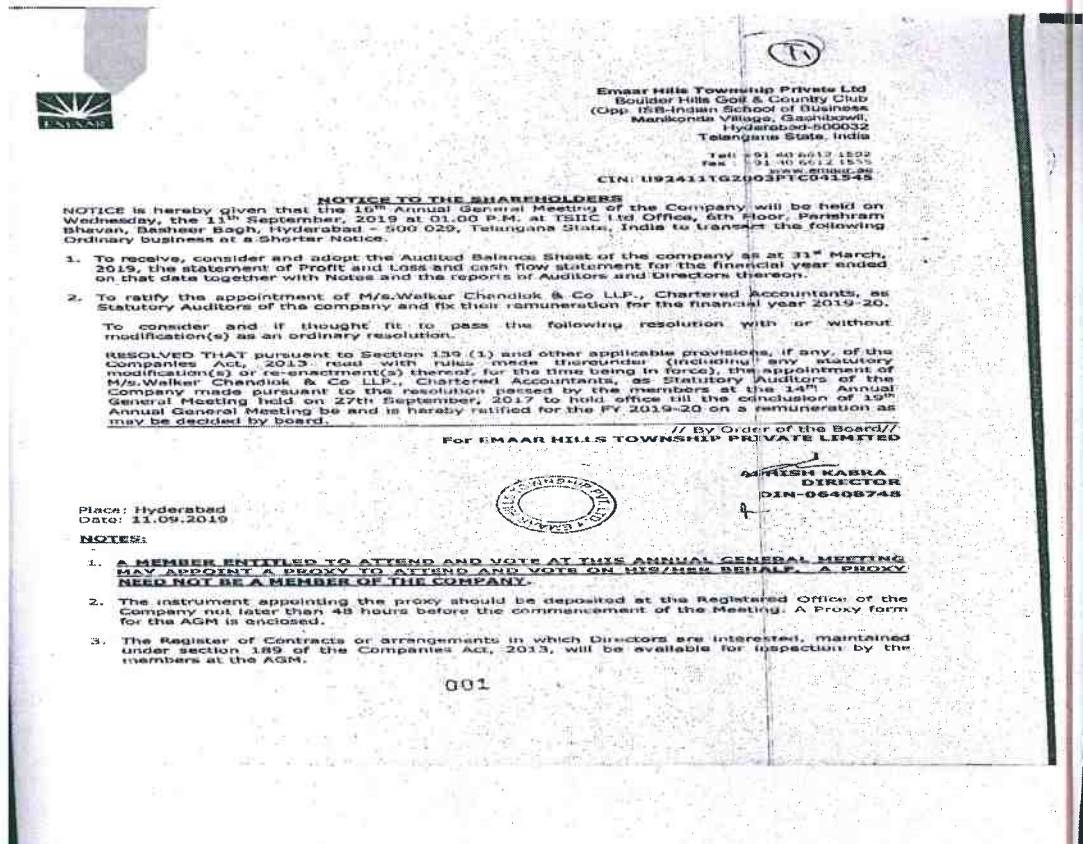 EMAAR
Emaar Hills Township Private Ltd
Boulder Hills Golf & Country Club
(Opp. ISB-Indian School of Business
Manikonda Village, Gachibowli,
Hyderabad-500032
Telangana State, India
Tel: +91 40 6612 1592
Fax : +91 40 6612 1555
www.emaar.ae
CIN: U92411TG2003PTC041545
NOTICE TO THE SHAREHOLDERS
NOTICE is hereby given that the 16th Annual General Meeting of the Company will be held on
Wednesday, the 11th September, 2019 at 01.00 P.M. at TSIIC Ltd Office, 6th Floor, Parishram
Bhavan, Basheer Bagh, Hyderabad – 500 029, Telangana State, India to transact the following
Ordinary business at a Shorter Notice.
1. To receive, consider and adopt the Audited Balance Sheet of the company as at 31st March,
2019, the statement of Profit and Loss and cash flow statement for the financial year ended
on that date together with Notes and the reports of Auditors and Directors thereon.
2. To ratify the appointment of M/s.Walker Chandiok & Co LLP., Chartered Accountants, as
Statutory Auditors of the company and fix their remuneration for the financial year 2019-20.
To consider and if thought fit to pass the following resolution with or without
modification(s) as an ordinary resolution.
RESOLVED THAT pursuant to Section 139 (1) and other applicable provisions, if any, of the
Companies Act, 2013 read with rules made thereunder (including any statutory
modification(s) or re-enactment(s) thereof, for the time being in force), the appointment of
M/s.Walker Chandiok & Co LLP., Chartered Accountants, as Statutory Auditors of the
Company made pursuant to the resolution passed by the members at the 14th Annual
General Meeting held on 27th September, 2017 to hold office till the conclusion of 19th
Annual General Meeting be and is hereby ratified for the FY 2019-20 on a remuneration as
may be decided by board.
// By Order of the Board//
For EMAAR HILLS TOWNSHIP PRIVATE LIMITED
KABRA
DIRECTOR
DIN-06408748
EMAAR HILLS TOWNSHIP PVT LTD
Place: Hyderabad
Date: 11.09.2019
NOTES:
1. A MEMBER ENTITLED TO ATTEND AND VOTE AT THIS ANNUAL GENERAL MEETING
MAY APPOINT A PROXY TO ATTEND AND VOTE ON HIS/HER BEHALF. A PROXY
NEED NOT BE A MEMBER OF THE COMPANY.
2. The instrument appointing the proxy should be deposited at the Registered Office of the
Company not later than 48 hours before the commencement of the Meeting. A Proxy form
for the AGM is enclosed.
3. The Register of Contracts or arrangements in which Directors are interested, maintained
under section 189 of the Companies Act, 2013, will be available for inspection by the
members at the AGM.
001